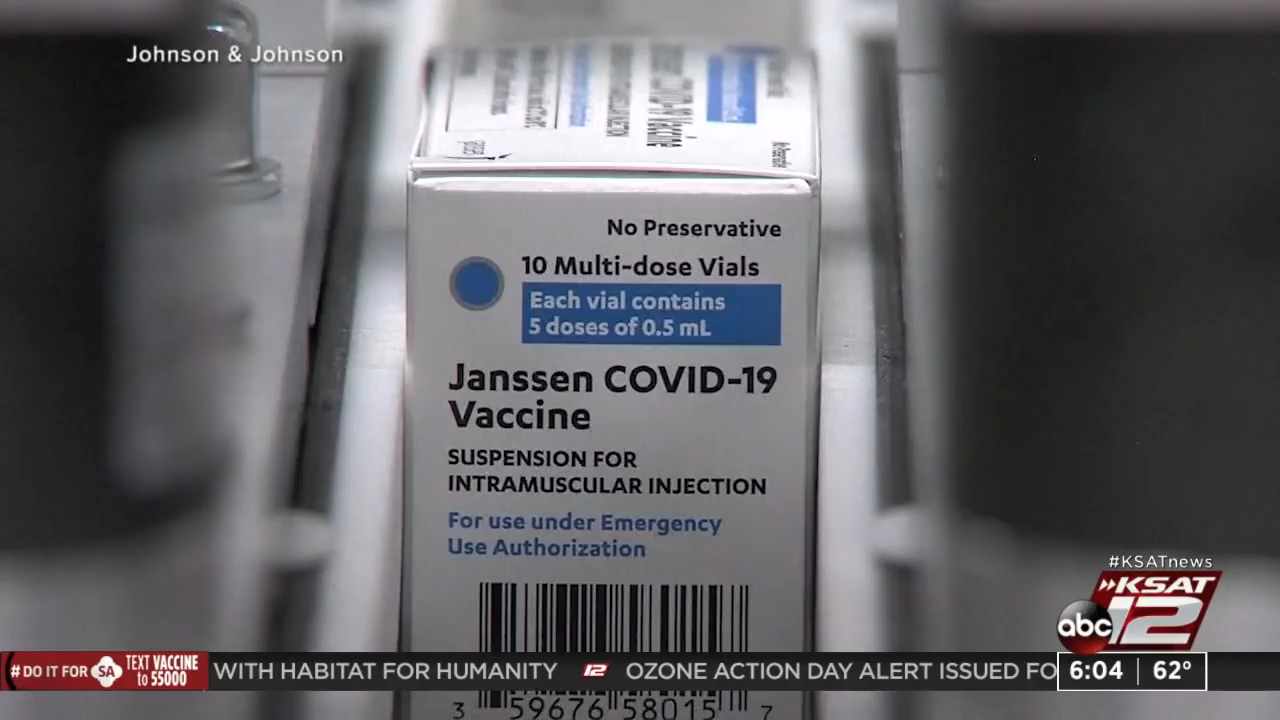 Johnson & Johnson
COVID-19 Vaccine
No Preservative
10 Multi-dose Vials
Each vial contains
5 doses of 0.5 mL
Janssen COVID-19
Vaccine
SUSPENSION FOR
INTRAMUSCULAR INJECTION
For use under Emergency
Use Authorization
#KSATnews
KSAT
abc 12
#DO IT FOR SA TEXT VACCINE
to 55000
WITH HABITAT FOR HUMANITY 12 OZONE ACTION DAY ALERT ISSUED FO
6:04 62°
3 59676 58015 7